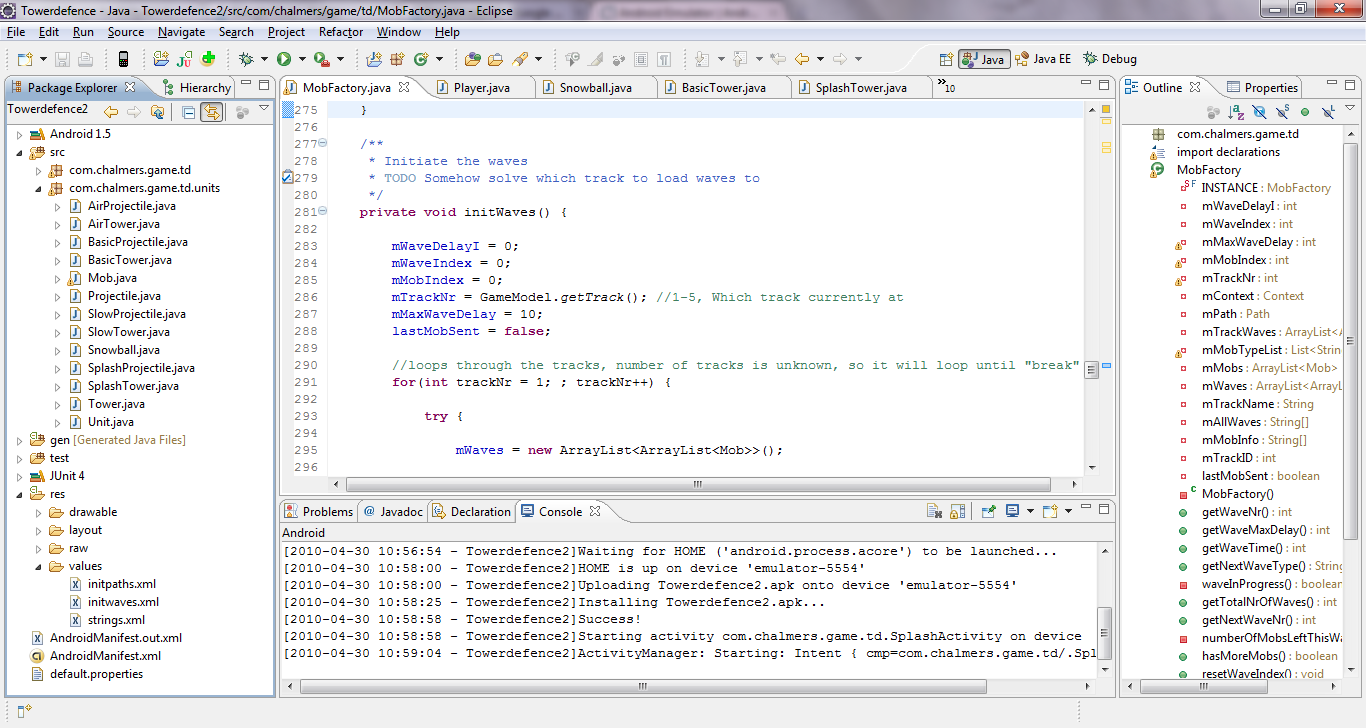 Towerdefence - Java - Towerdefence2/src/com/chalmers/game/td/MobFactory.java - Eclipse
File Edit Run Source Navigate Search Project Refactor Window Help
Java Java EE Debug
Package Explorer Hierarchy
Towerdefence2
Android 1.5
src
com.chalmers.game.td
com.chalmers.game.td.units
AirProjectile.java
AirTower.java
BasicProjectile.java
BasicTower.java
Mob.java
Projectile.java
SlowProjectile.java
SlowTower.java
Snowball.java
SplashProjectile.java
SplashTower.java
Tower.java
Unit.java
gen [Generated Java Files]
test
JUnit 4
res
drawable
layout
raw
values
initpaths.xml
initwaves.xml
strings.xml
AndroidManifest.out.xml
AndroidManifest.xml
default.properties
MobFactory.java Player.java Snowball.java BasicTower.java SplashTower.java »10
275 }
276
277 /**
278 * Initiate the waves
279 * TODO Somehow solve which track to load waves to
280 */
281 private void initWaves() {
282
283 mWaveDelayI = 0;
284 mWaveIndex = 0;
285 mMobIndex = 0;
286 mTrackNr = GameModel.getTrack(); //1-5, Which track currently at
287 mMaxWaveDelay = 10;
288 lastMobSent = false;
289
290 //loops through the tracks, number of tracks is unknown, so it will loop until "break"
291 for(int trackNr = 1; ; trackNr++) {
292
293 try {
294
295 mWaves = new ArrayList<ArrayList<Mob>>();
296
Problems @ Javadoc Declaration Console
Android
[2010-04-30 10:56:54 - Towerdefence2]Waiting for HOME ('android.process.acore') to be launched...
[2010-04-30 10:58:00 - Towerdefence2]HOME is up on device 'emulator-5554'
[2010-04-30 10:58:00 - Towerdefence2]Uploading Towerdefence2.apk onto device 'emulator-5554'
[2010-04-30 10:58:25 - Towerdefence2]Installing Towerdefence2.apk...
[2010-04-30 10:58:58 - Towerdefence2]Success!
[2010-04-30 10:58:58 - Towerdefence2]Starting activity com.chalmers.game.td.SplashActivity on device
[2010-04-30 10:59:04 - Towerdefence2]ActivityManager: Starting: Intent { cmp=com.chalmers.game.td/.Spl
Outline Properties
com.chalmers.game.td
import declarations
MobFactory
INSTANCE : MobFactory
mWaveDelayI : int
mWaveIndex : int
mMaxWaveDelay : int
mMobIndex : int
mTrackNr : int
mContext : Context
mPath : Path
mTrackWaves : ArrayList<A
mMobTypeList : List<Strin
mMobs : ArrayList<Mob>
mWaves : ArrayList<ArrayL
mTrackName : String
mAllWaves : String[]
mMobInfo : String[]
mTrackID : int
lastMobSent : boolean
MobFactory()
getWaveNr() : int
getWaveMaxDelay() : int
getWaveTime() : int
getNextWaveType() : String
waveInProgress() : boolean
getTotalNrOfWaves() : int
getNextWaveNr() : int
numberOfMobsLeftThisWa
hasMoreMobs() : boolean
resetWaveIndex() : void